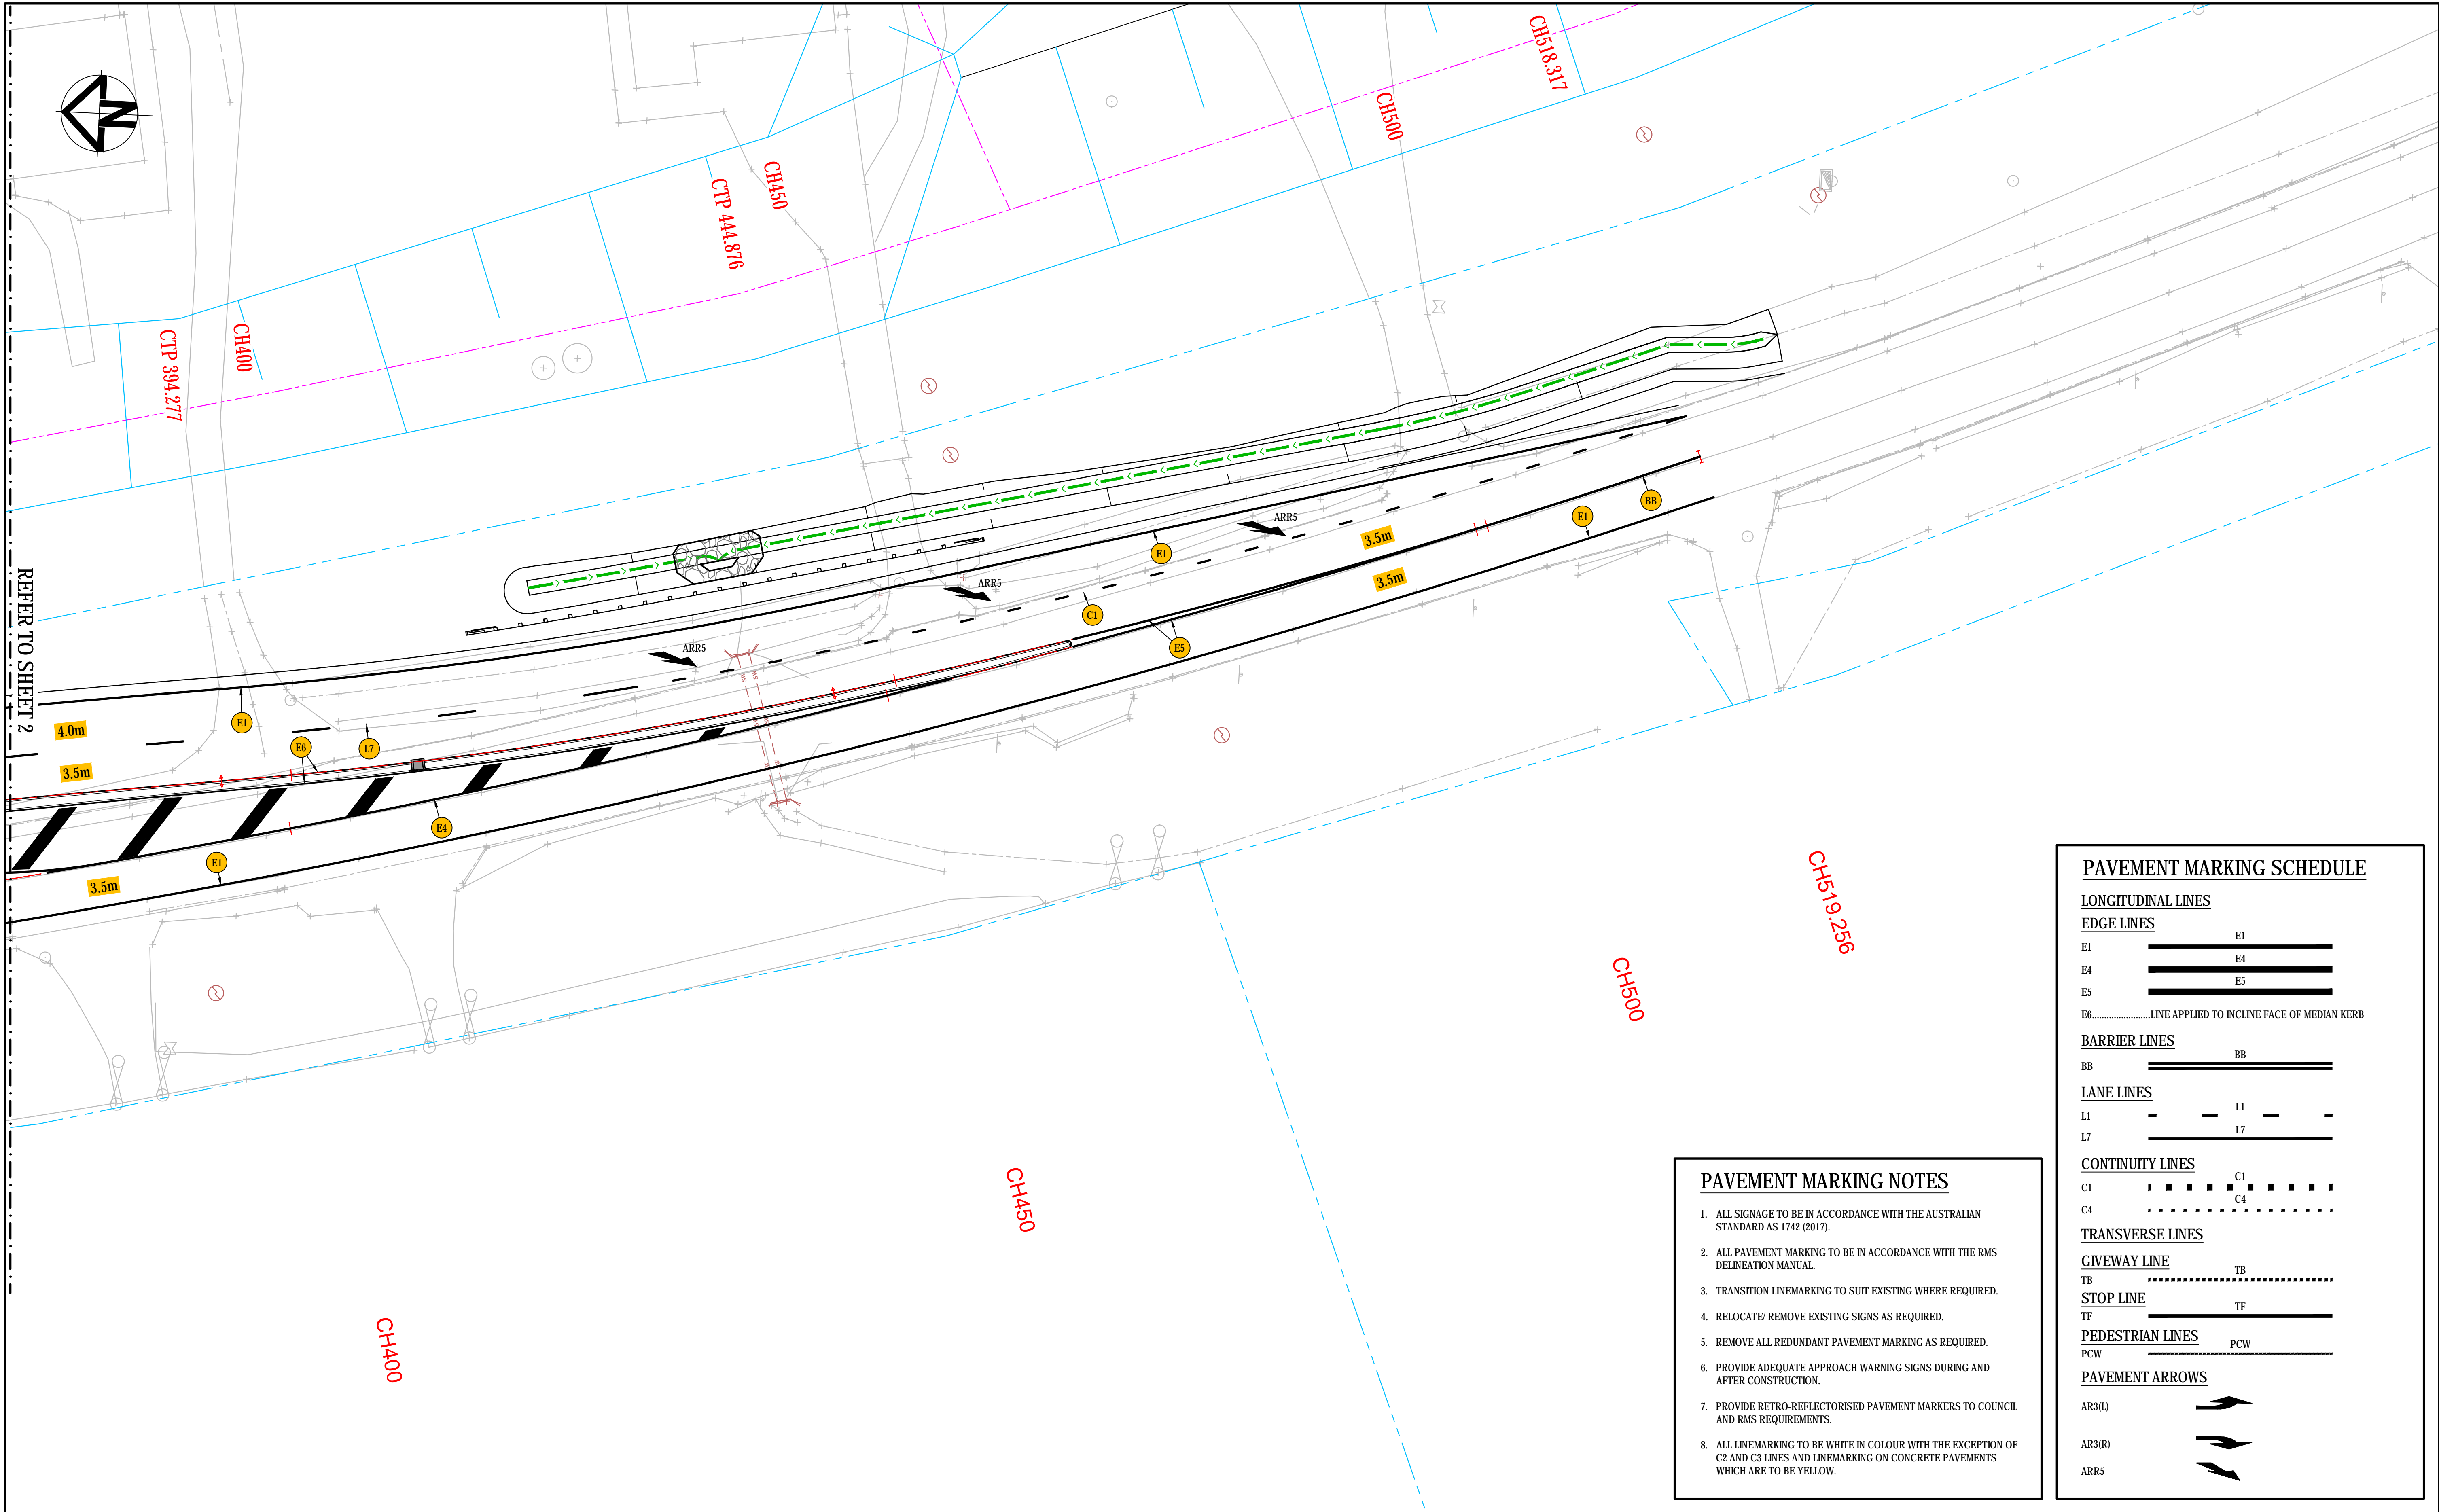 N
CH518.317
CH500
CH450
CTP 444.876
CTP 394.277
CH400
REFER TO SHEET 2
ARR5
ARR5
ARR5
3.5m
3.5m
BB
E1
E1
C1
E5
E1
E6
L7
4.0m
3.5m
E4
E1
3.5m
CH519.256
CH500
CH450
CH400
PAVEMENT MARKING NOTES
1. ALL SIGNAGE TO BE IN ACCORDANCE WITH THE AUSTRALIAN
STANDARD AS 1742 (2017).
2. ALL PAVEMENT MARKING TO BE IN ACCORDANCE WITH THE RMS
DELINEATION MANUAL.
3. TRANSITION LINEMARKING TO SUIT EXISTING WHERE REQUIRED.
4. RELOCATE/ REMOVE EXISTING SIGNS AS REQUIRED.
5. REMOVE ALL REDUNDANT PAVEMENT MARKING AS REQUIRED.
6. PROVIDE ADEQUATE APPROACH WARNING SIGNS DURING AND
AFTER CONSTRUCTION.
7. PROVIDE RETRO-REFLECTORISED PAVEMENT MARKERS TO COUNCIL
AND RMS REQUIREMENTS.
8. ALL LINEMARKING TO BE WHITE IN COLOUR WITH THE EXCEPTION OF
C2 AND C3 LINES AND LINEMARKING ON CONCRETE PAVEMENTS
WHICH ARE TO BE YELLOW.
PAVEMENT MARKING SCHEDULE
LONGITUDINAL LINES
EDGE LINES
E1 E1
E4 E4
E5 E5
E6........................LINE APPLIED TO INCLINE FACE OF MEDIAN KERB
BARRIER LINES
BB BB
LANE LINES
L1 L1
L7 L7
CONTINUITY LINES
C1 C1
C4 C4
TRANSVERSE LINES
GIVEWAY LINE
TB TB
STOP LINE
TF TF
PEDESTRIAN LINES
PCW PCW
PAVEMENT ARROWS
AR3(L)
AR3(R)
ARR5